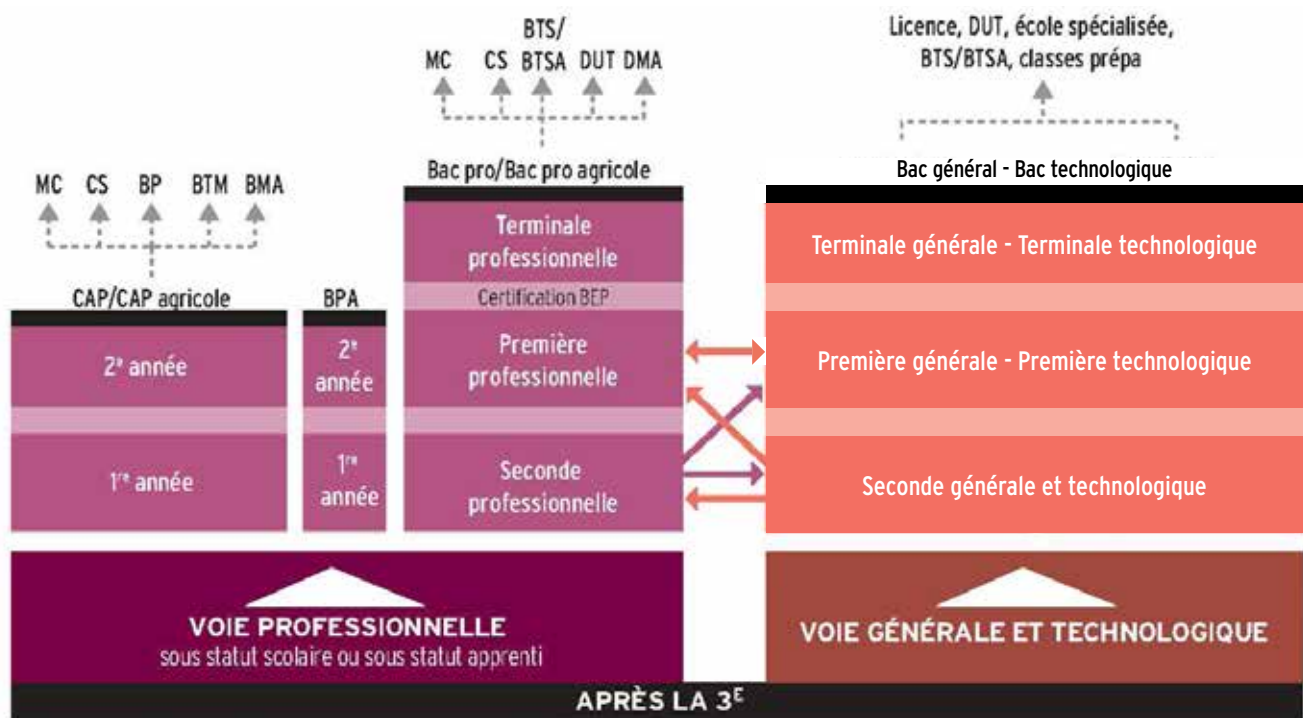 BTS/
MC CS BTSA DUT DMA
Licence, DUT, école spécialisée,
BTS/BTSA, classes prépa
MC CS BP BTM BMA
Bac pro/Bac pro agricole
Bac général - Bac technologique
CAP/CAP agricole
BPA
Terminale
professionnelle
Certification BEP
Terminale générale - Terminale technologique
2e année
2e
année
Première
professionnelle
Première générale - Première technologique
1re année
1re
année
Seconde
professionnelle
Seconde générale et technologique
VOIE PROFESSIONNELLE
sous statut scolaire ou sous statut apprenti
VOIE GÉNÉRALE ET TECHNOLOGIQUE
APRÈS LA 3E